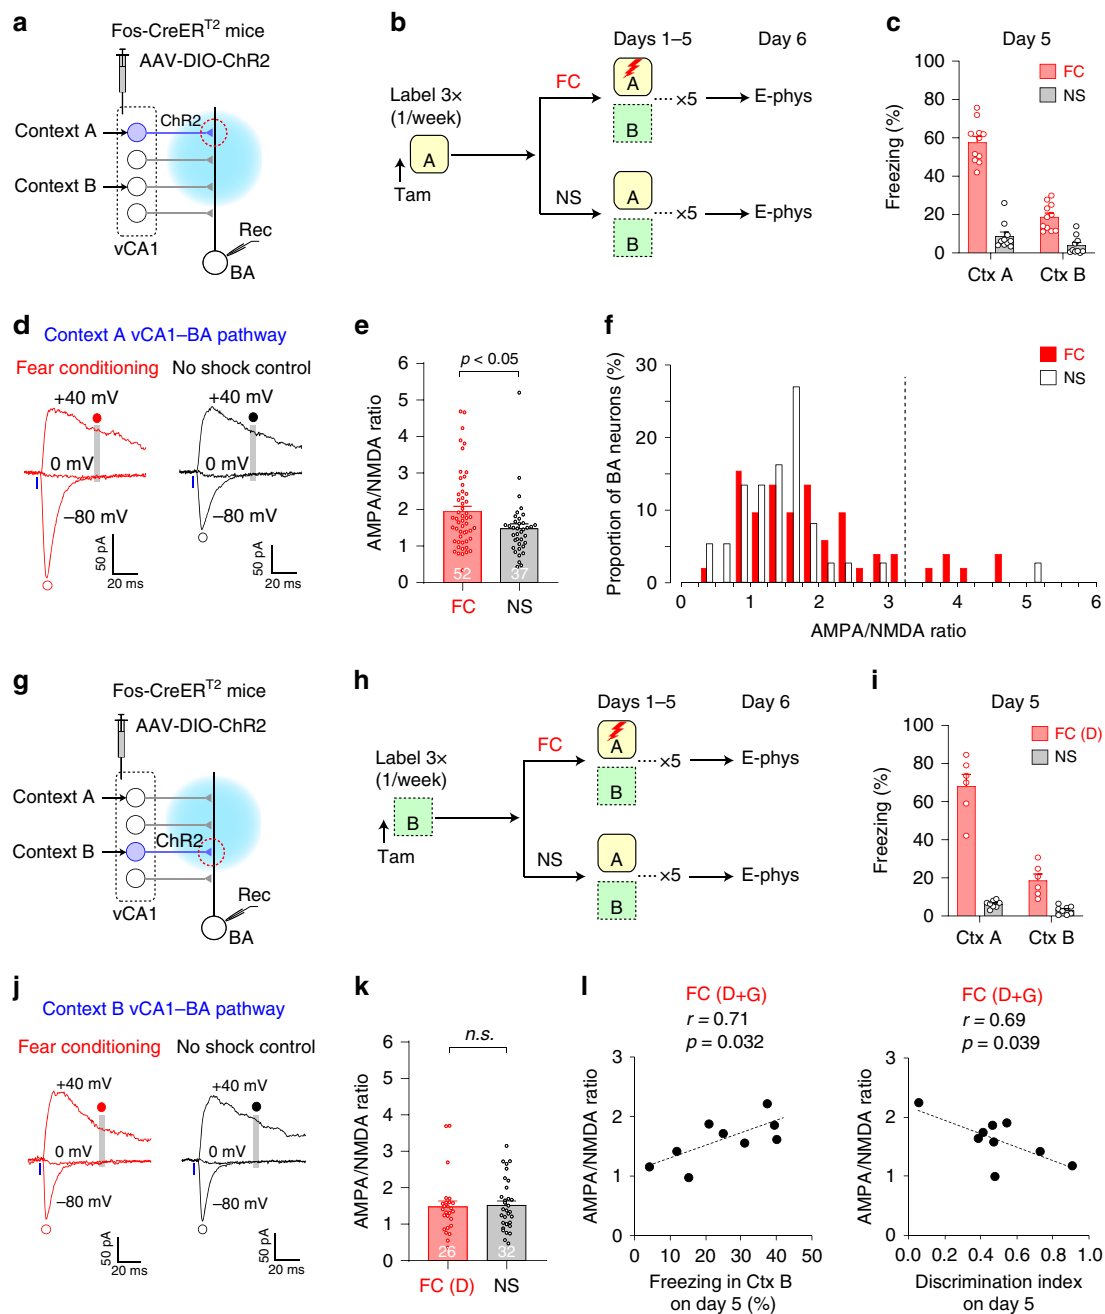 a
Fos-CreER^T2 mice
AAV-DIO-ChR2
Context A
ChR2
Context B
Rec
vCA1
BA
b
Days 1–5
Day 6
Label 3×
(1/week)
FC
A
B
×5
E-phys
A
Tam
NS
A
B
×5
E-phys
c
Day 5
FC
NS
Freezing (%)
100
80
60
40
20
0
Ctx A
Ctx B
d
Context A vCA1–BA pathway
Fear conditioning
No shock control
+40 mV
+40 mV
0 mV
0 mV
–80 mV
–80 mV
50 pA
20 ms
50 pA
20 ms
e
p < 0.05
AMPA/NMDA ratio
6
5
4
3
2
1
0
52
37
FC
NS
f
FC
NS
Proportion of BA neurons (%)
30
15
0
0
1
2
3
4
5
6
AMPA/NMDA ratio
g
Fos-CreER^T2 mice
AAV-DIO-ChR2
Context A
ChR2
Context B
Rec
vCA1
BA
h
Days 1–5
Day 6
Label 3×
(1/week)
FC
A
B
×5
E-phys
B
Tam
NS
A
B
×5
E-phys
i
Day 5
FC (D)
NS
Freezing (%)
100
80
60
40
20
0
Ctx A
Ctx B
j
Context B vCA1–BA pathway
Fear conditioning
No shock control
+40 mV
+40 mV
0 mV
0 mV
–80 mV
–80 mV
50 pA
20 ms
50 pA
20 ms
k
n.s.
AMPA/NMDA ratio
6
5
4
3
2
1
0
26
32
FC (D)
NS
l
FC (D+G)
r = 0.71
p = 0.032
AMPA/NMDA ratio
3
2
1
0
0
10
20
30
40
50
Freezing in Ctx B
on day 5 (%)
FC (D+G)
r = 0.69
p = 0.039
AMPA/NMDA ratio
3
2
1
0
0.0
0.2
0.4
0.6
0.8
1.0
Discrimination index
on day 5